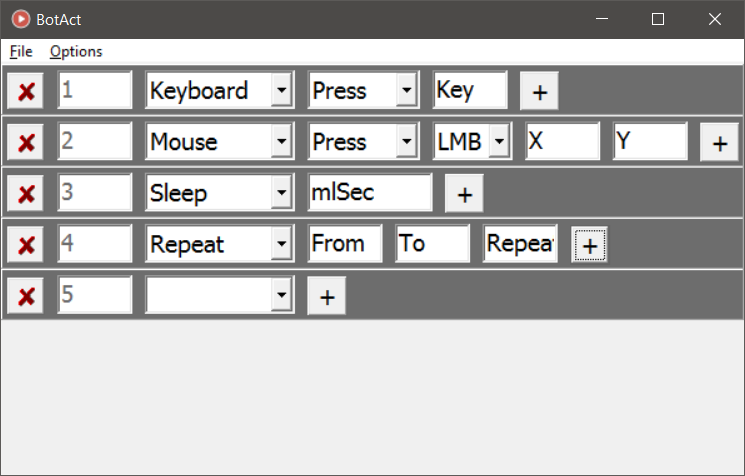 BotAct
File Options
1 Keyboard Press Key +
2 Mouse Press LMB X Y +
3 Sleep mlSec +
4 Repeat From To Repeat +
5 +